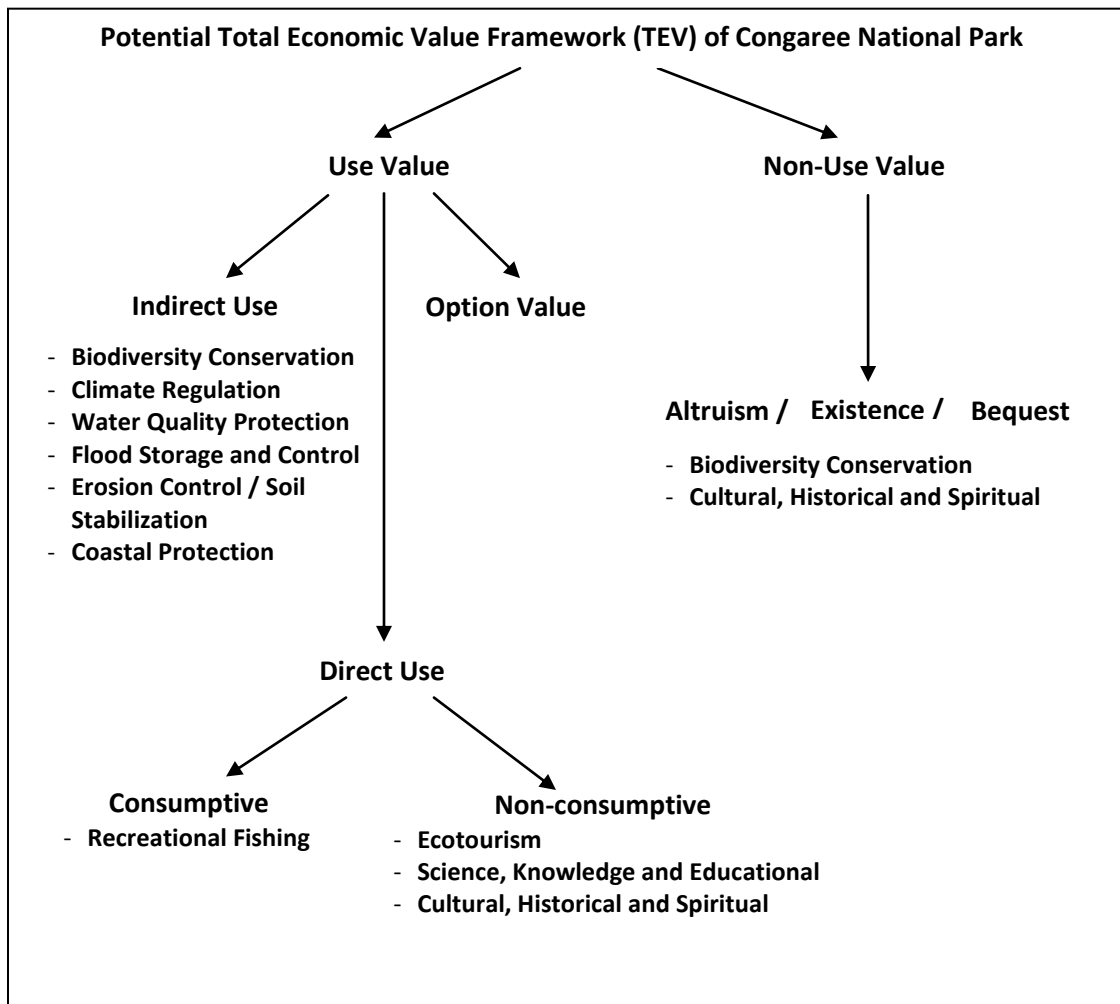 Potential Total Economic Value Framework (TEV) of Congaree National Park
Use Value
Non-Use Value
Indirect Use
- Biodiversity Conservation
- Climate Regulation
- Water Quality Protection
- Flood Storage and Control
- Erosion Control / Soil
Stabilization
- Coastal Protection
Option Value
Altruism / Existence / Bequest
- Biodiversity Conservation
- Cultural, Historical and Spiritual
Direct Use
Consumptive
- Recreational Fishing
Non-consumptive
- Ecotourism
- Science, Knowledge and Educational
- Cultural, Historical and Spiritual